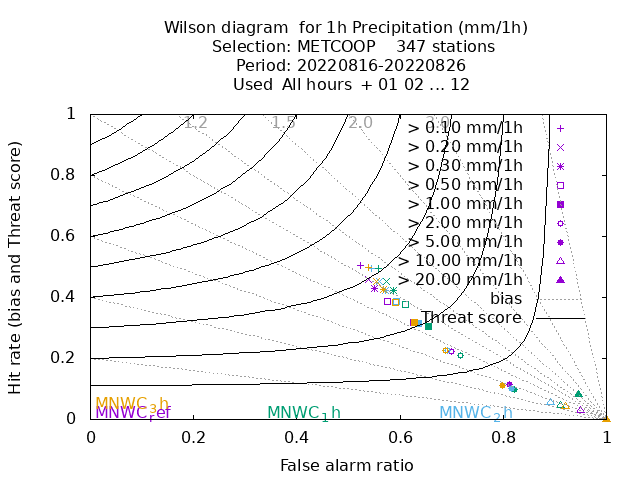 Wilson diagram  for 1h Precipitation (mm/1h)
Selection: METCOOP    347 stations
Period: 20220816-20220826
Used  All hours  + 01 02 ... 12
Hit rate (bias and Threat score)
1
0.8
0.6
0.4
0.2
0
1.2
1.5
2.0
3.0
> 0.10 mm/1h
> 0.20 mm/1h
> 0.30 mm/1h
> 0.50 mm/1h
> 1.00 mm/1h
> 2.00 mm/1h
> 5.00 mm/1h
> 10.00 mm/1h
> 20.00 mm/1h
bias
Threat score
MNWC_3h
MNWC_ref MNWC_1h MNWC_2h
0 0.2 0.4 0.6 0.8 1
False alarm ratio